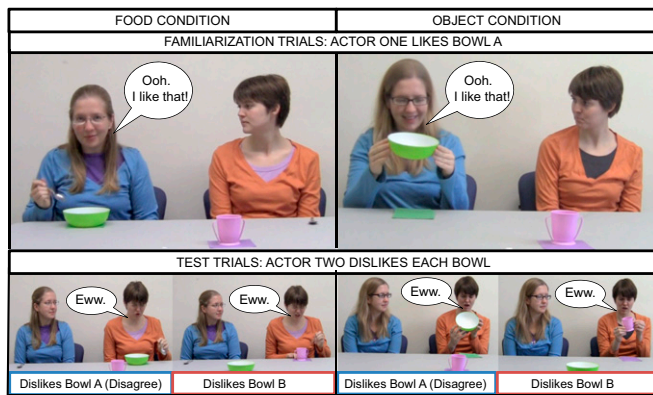 FOOD CONDITION
OBJECT CONDITION
FAMILIARIZATION TRIALS: ACTOR ONE LIKES BOWL A
Ooh.
I like that!
Ooh.
I like that!
TEST TRIALS: ACTOR TWO DISLIKES EACH BOWL
Eww.
Eww.
Eww.
Eww.
Dislikes Bowl A (Disagree)
Dislikes Bowl B
Dislikes Bowl A (Disagree)
Dislikes Bowl B